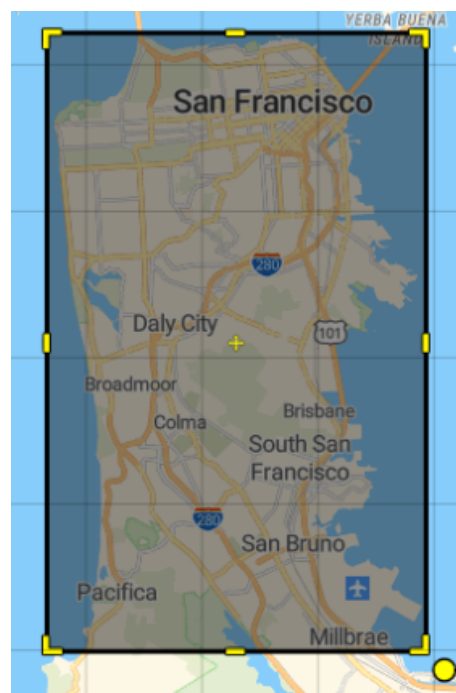 YERBA BUENA
ISLAND
San Francisco
280
Daly City
101
Broadmoor
Colma
Brisbane
South San
Francisco
280
San Bruno
Pacifica
Millbrae